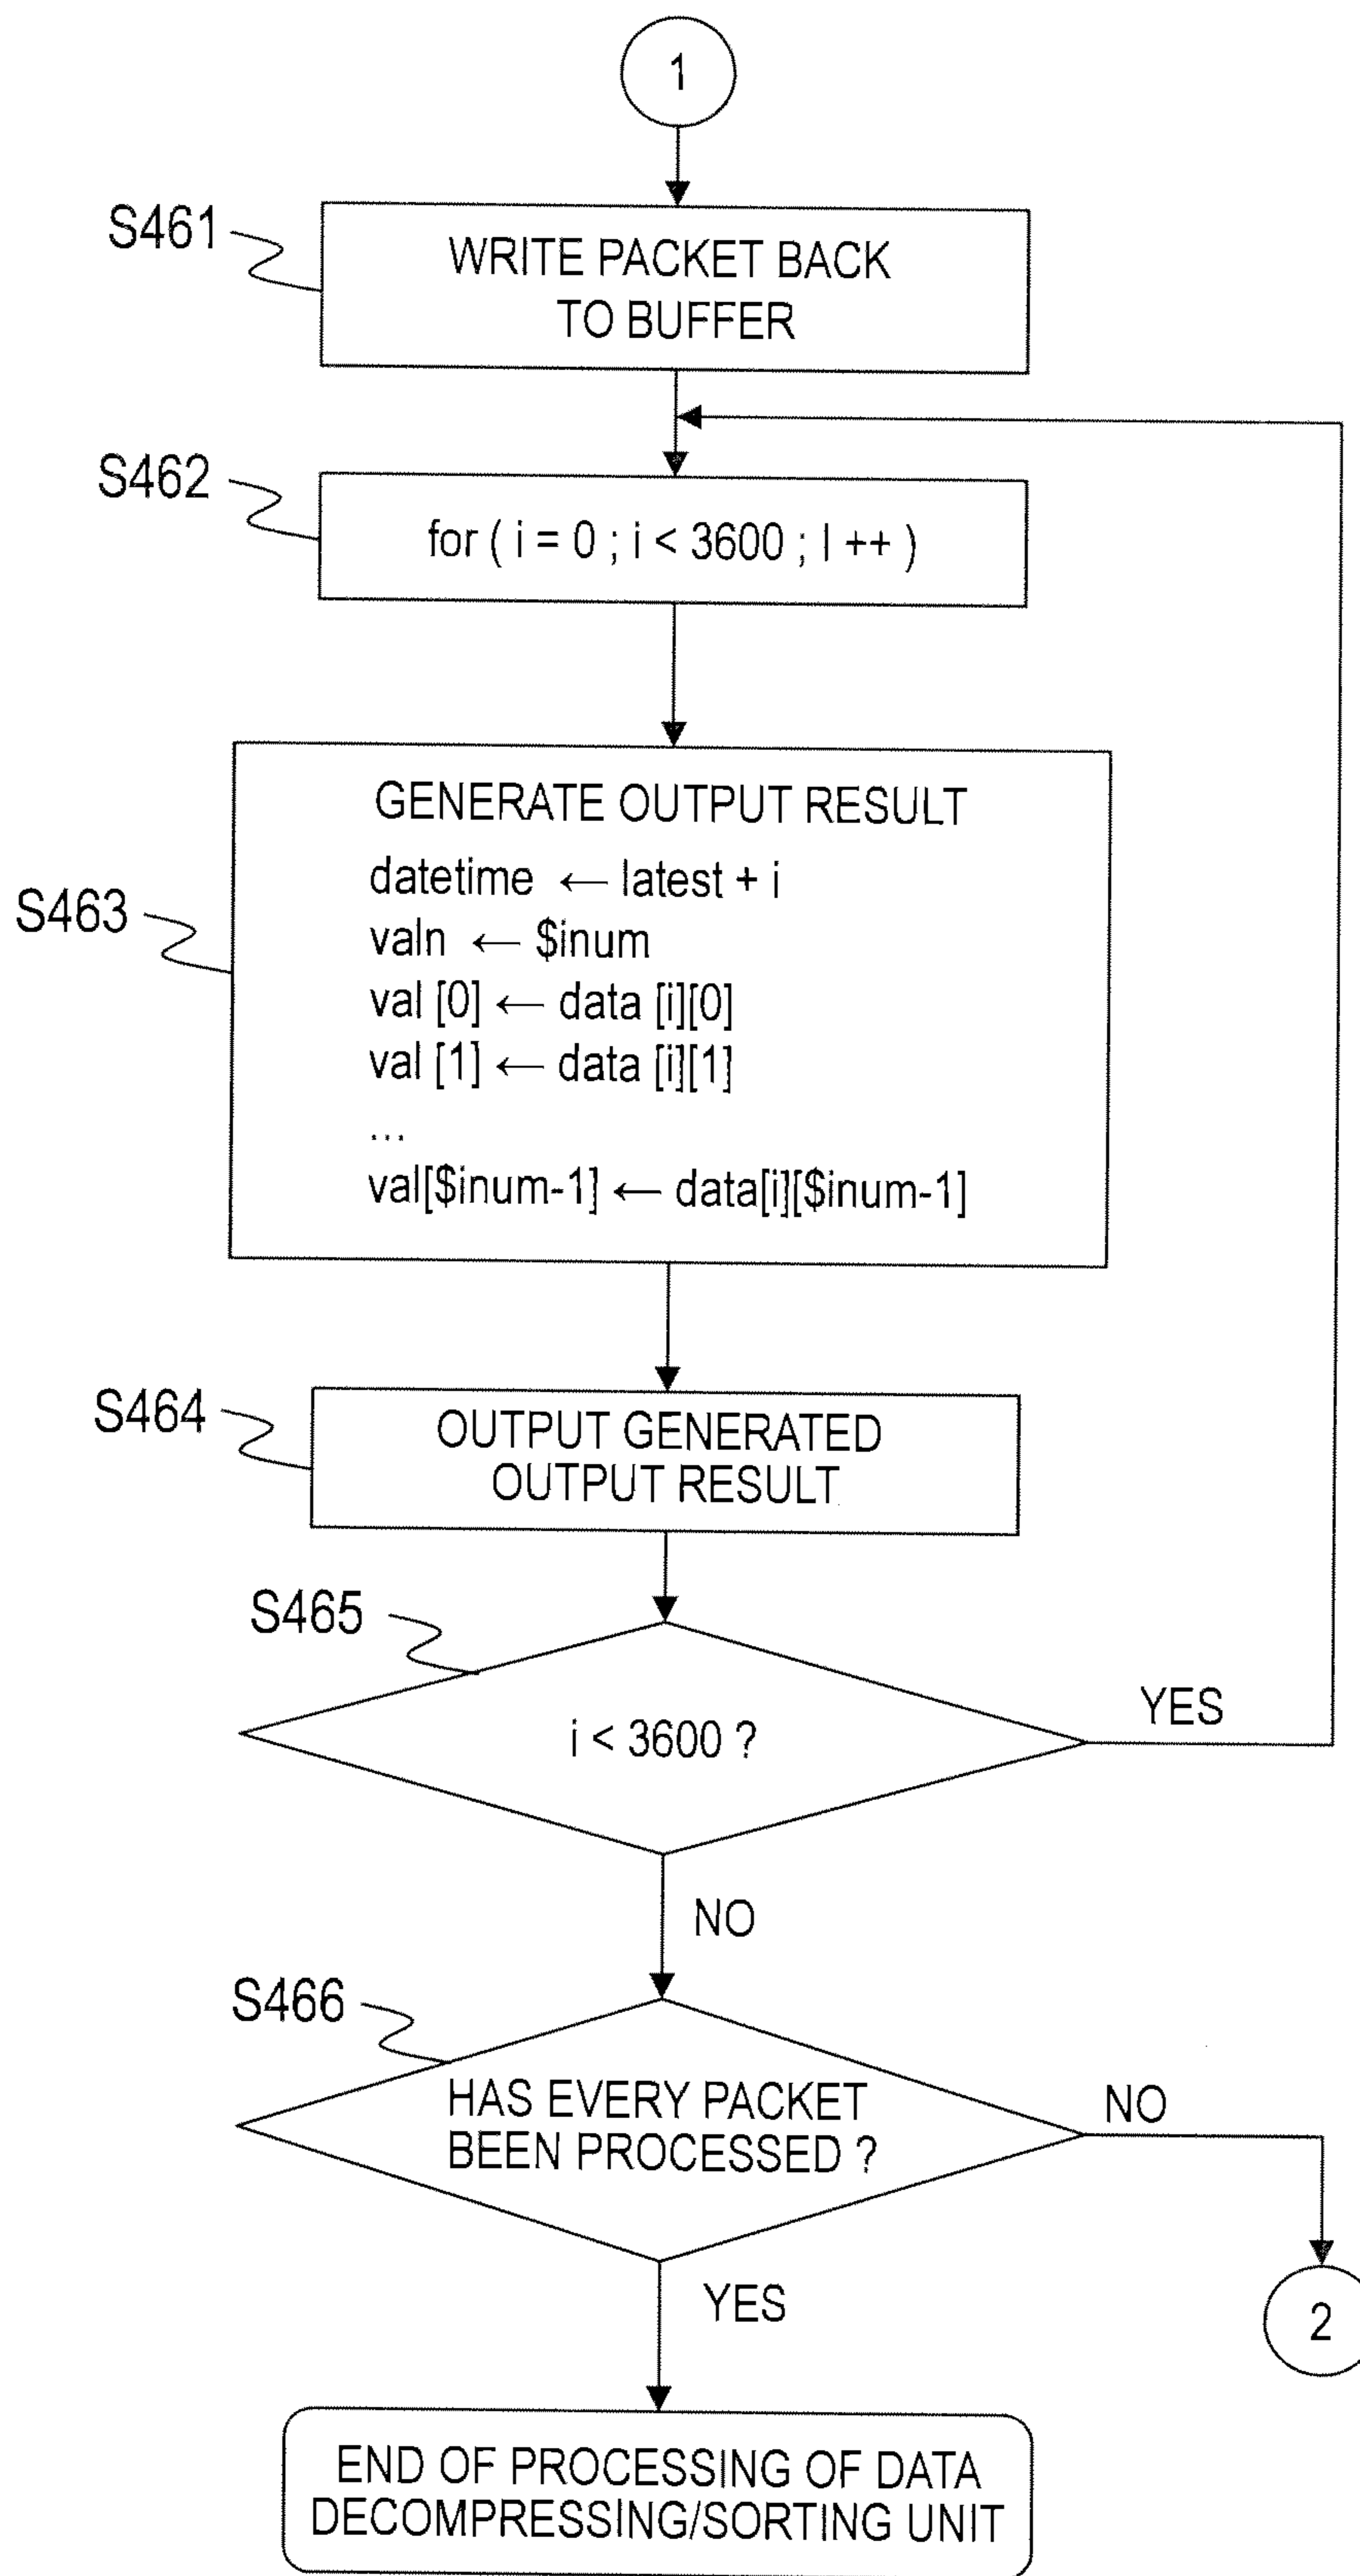 1
S461
WRITE PACKET BACK
TO BUFFER
S462
for ( i = 0 ; i < 3600 ; I ++ )
S463
GENERATE OUTPUT RESULT
datetime ← latest + i
valn ← $inum
val [0] ← data [i][0]
val [1] ← data [i][1]
...
val[$inum-1] ← data[i][$inum-1]
S464
OUTPUT GENERATED
OUTPUT RESULT
S465
i < 3600 ?
YES
NO
S466
HAS EVERY PACKET
BEEN PROCESSED ?
NO
YES
2
END OF PROCESSING OF DATA
DECOMPRESSING/SORTING UNIT